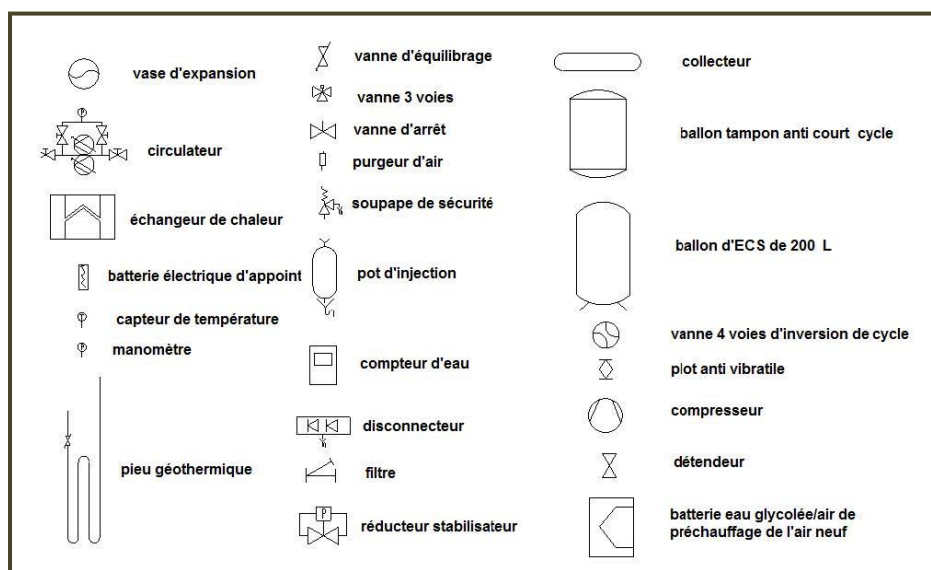 vase d'expansion
P
circulateur
échangeur de chaleur
batterie électrique d'appoint
T
capteur de température
P
manomètre
pieu géothermique
vanne d'équilibrage
vanne 3 voies
vanne d'arrêt
purgeur d'air
soupape de sécurité
pot d'injection
compteur d'eau
disconnecteur
filtre
P
réducteur stabilisateur
collecteur
ballon tampon anti court cycle
ballon d'ECS de 200 L
vanne 4 voies d'inversion de cycle
plot anti vibratile
compresseur
détendeur
batterie eau glycolée/air de
préchauffage de l'air neuf